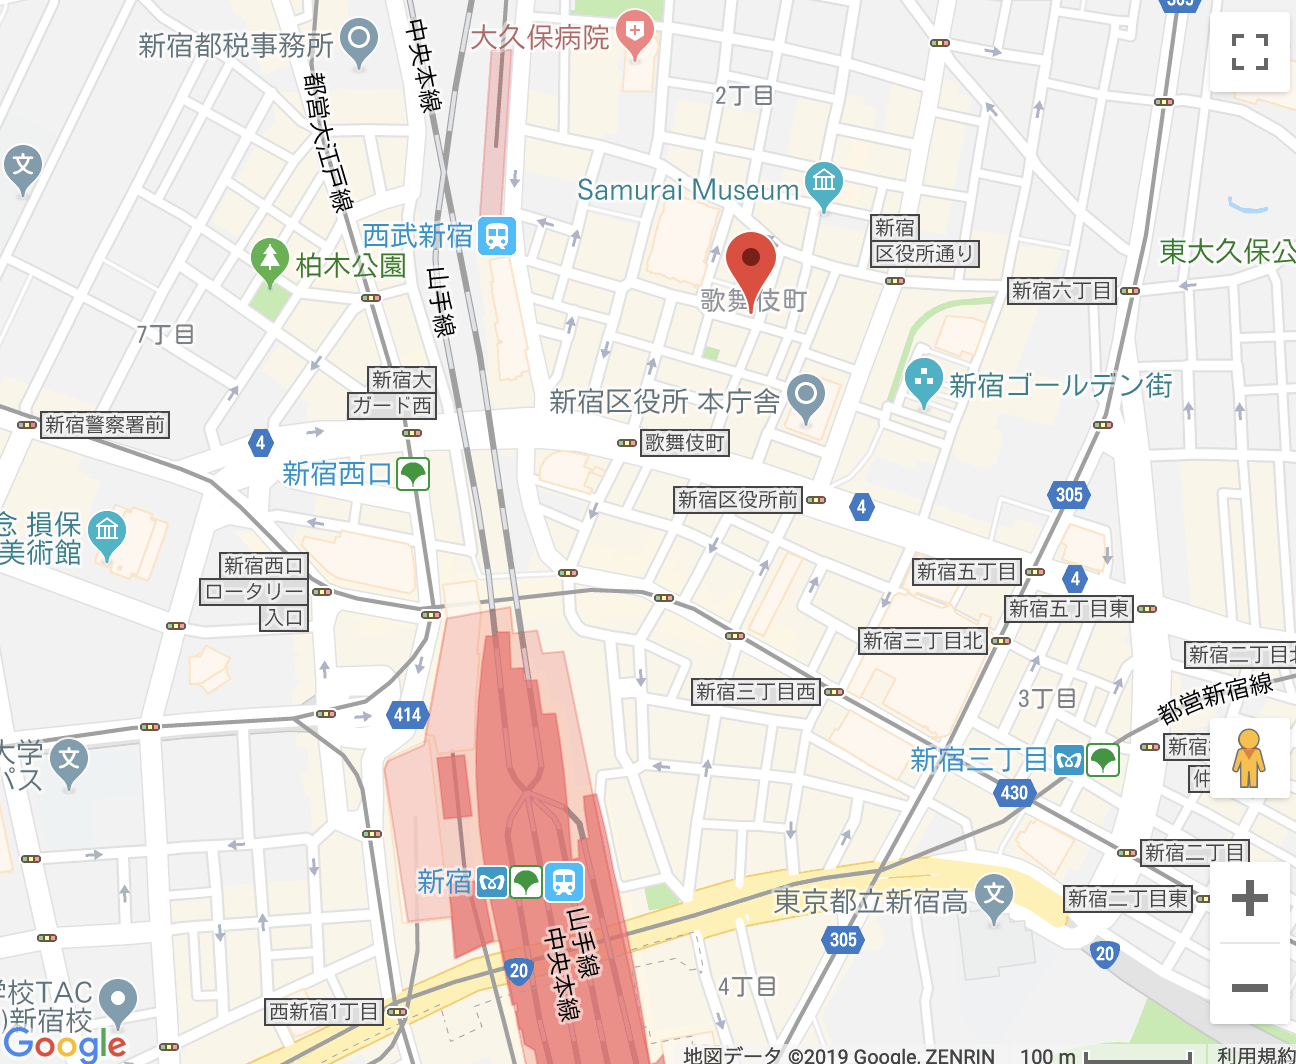 305
新宿都税事務所
中央本線
大久保病院
2丁目
都営大江戸線
文
Samurai Museum
新宿
区役所通り
西武新宿
東大久保公
柏木公園
山手線
新宿六丁目
歌舞伎町
7丁目
新宿大
ガード西
新宿区役所 本庁舎
新宿ゴールデン街
新宿警察署前
4
歌舞伎町
新宿西口
新宿区役所前
4
305
念 損保
美術館
新宿西口
ロータリー
入口
新宿五丁目
4
新宿五丁目東
新宿三丁目北
新宿二丁目北
新宿三丁目西
3丁目
都営新宿線
414
大学
パス
文
新宿三丁目
新宿
仲
430
新宿二丁目
新宿
東京都立新宿高
文
新宿二丁目東
山手線
中央本線
305
20
20
4丁目
学校TAC
)新宿校
西新宿1丁目
Google
地図データ ©2019 Google, ZENRIN
100 m
利用規約